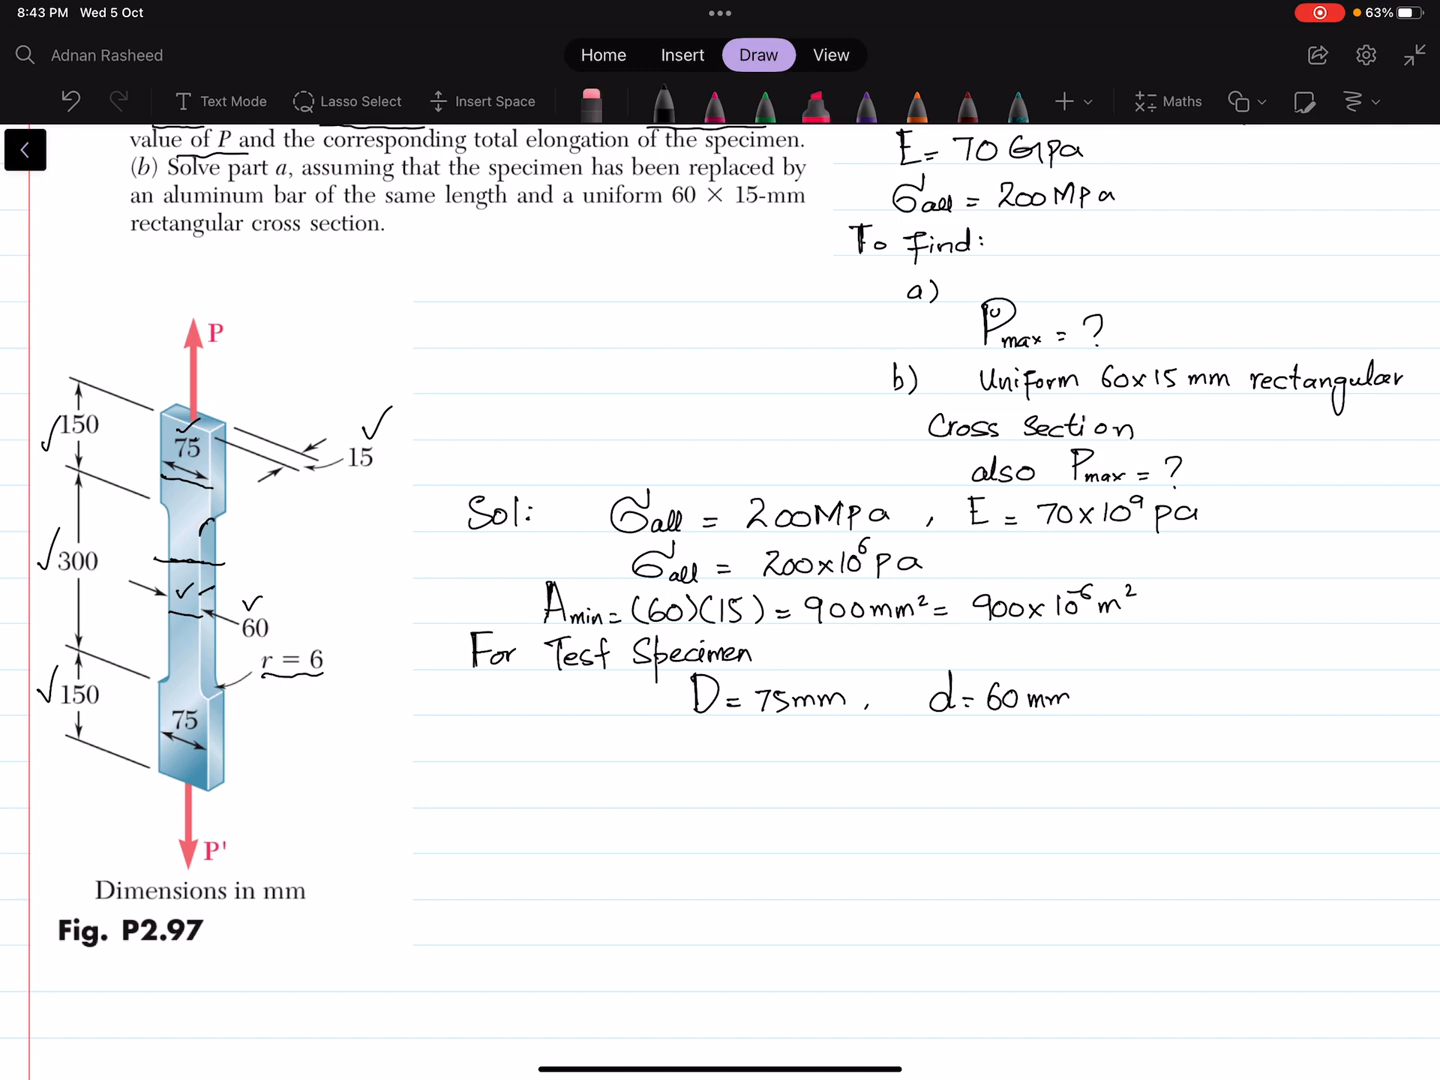 8:43 PM Wed 5 Oct
63%
Adnan Rasheed
Home Insert Draw View
Text Mode Lasso Select Insert Space Maths
value of P and the corresponding total elongation of the specimen.
(b) Solve part a, assuming that the specimen has been replaced by
an aluminum bar of the same length and a uniform 60 × 15-mm
rectangular cross section.
E = 70 GPa
σall = 200 MPa
To find:
a)
Pmax = ?
b) Uniform 60x15 mm rectangular
Cross Section
also Pmax = ?
Sol: σall = 200MPa , E = 70x10⁹ pa
σall = 200x10⁶ pa
Amin = (60)(15) = 900mm² = 900x10⁻⁶ m²
For Test Specimen
D = 75mm , d = 60 mm
P
150
75
15
300
60
r = 6
150
75
P'
Dimensions in mm
Fig. P2.97